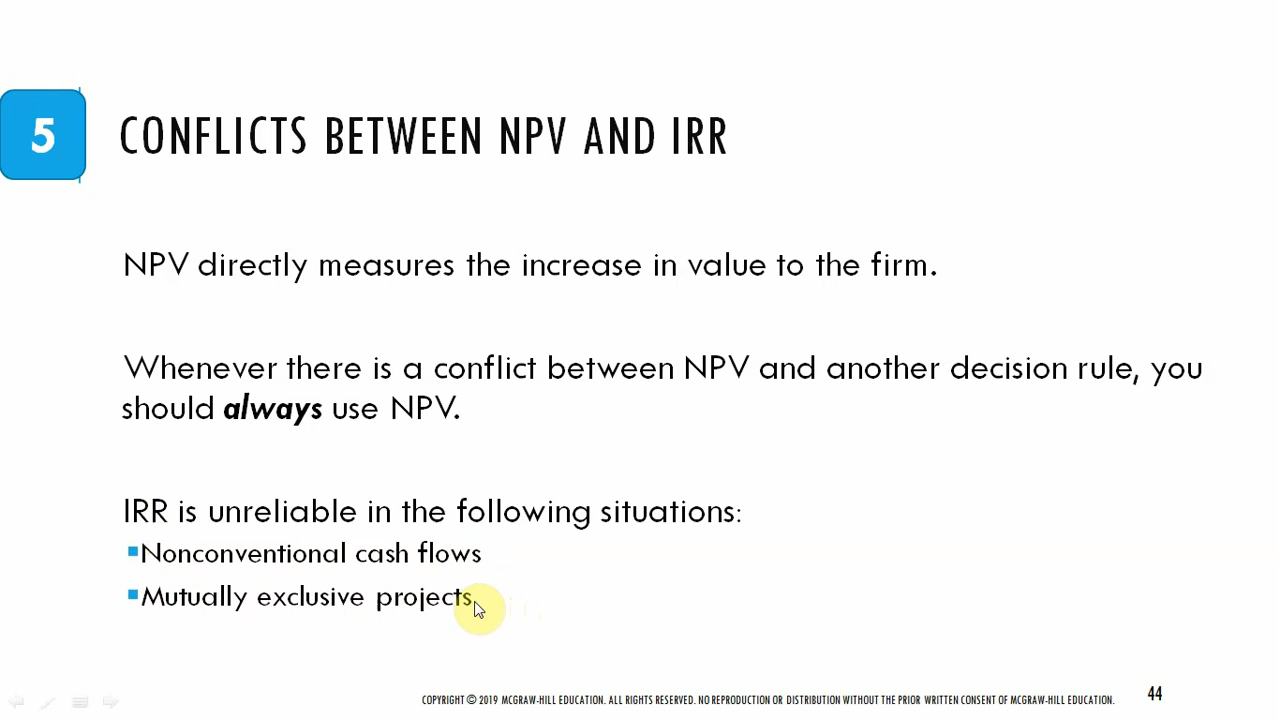 5
CONFLICTS BETWEEN NPV AND IRR
NPV directly measures the increase in value to the firm.
Whenever there is a conflict between NPV and another decision rule, you
should always use NPV.
IRR is unreliable in the following situations:
Nonconventional cash flows
Mutually exclusive projects
COPYRIGHT © 2019 MCGRAW-HILL EDUCATION. ALL RIGHTS RESERVED. NO REPRODUCTION OR DISTRIBUTION WITHOUT THE PRIOR WRITTEN CONSENT OF MCGRAW-HILL EDUCATION.
44